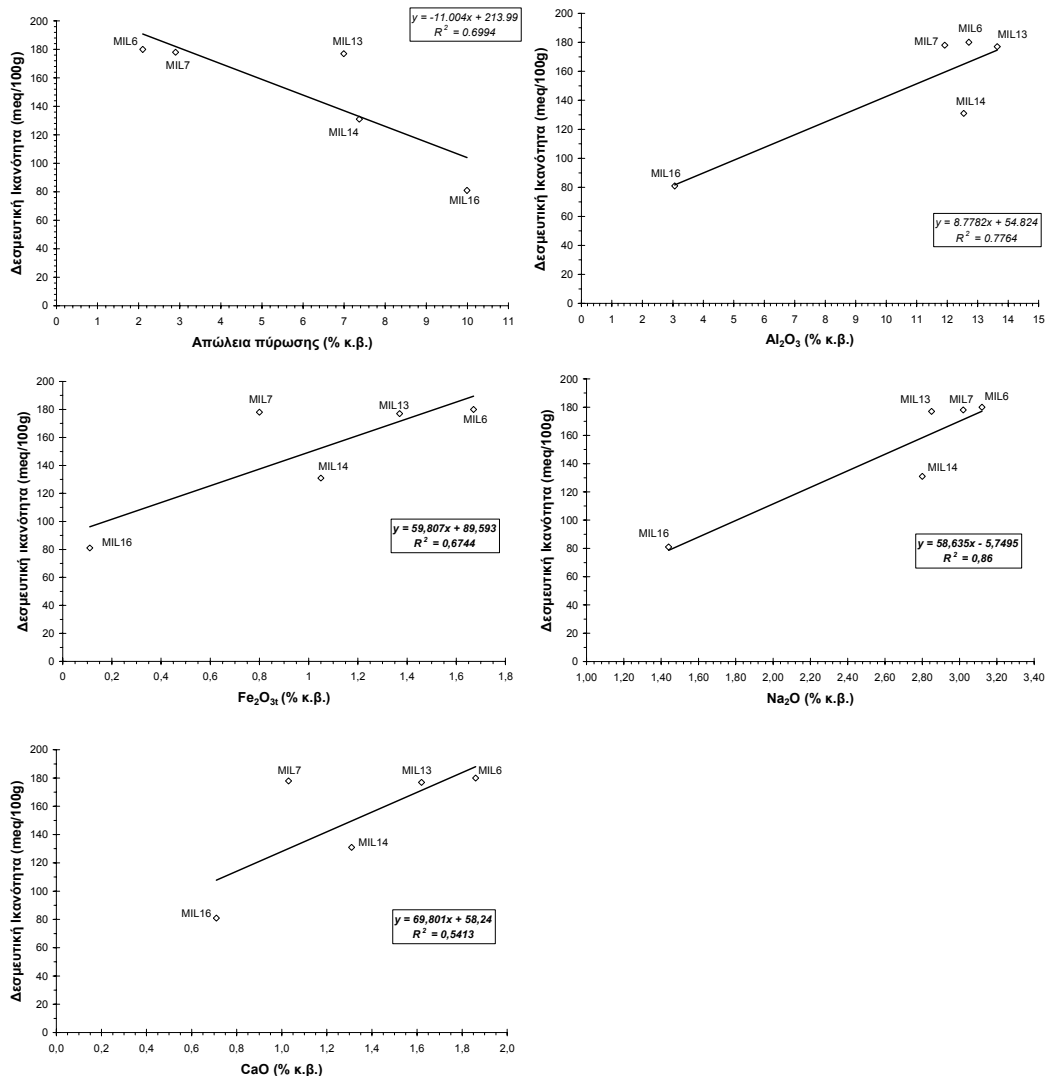 y = -11.004x + 213.99
R² = 0.6994
Δεσμευτική Ικανότητα (meq/100g)
200
180
160
140
120
100
80
60
40
20
0
MIL6
MIL7
MIL13
MIL14
MIL16
0 1 2 3 4 5 6 7 8 9 10 11
Απώλεια πύρωσης (% κ.β.)
Δεσμευτική Ικανότητα (meq/100g)
200
180
160
140
120
100
80
60
40
20
0
MIL7
MIL6
MIL13
MIL14
MIL16
y = 8.7782x + 54.824
R² = 0.7764
0 1 2 3 4 5 6 7 8 9 10 11 12 13 14 15
Al₂O₃ (% κ.β.)
Δεσμευτική ικανότητα (meq/100g)
200
180
160
140
120
100
80
60
40
20
0
MIL7
MIL13
MIL6
MIL14
MIL16
y = 59,807x + 89,593
R² = 0,6744
0 0,2 0,4 0,6 0,8 1 1,2 1,4 1,6 1,8
Fe₂O₃t (% κ.β.)
Δεσμευτική Ικανότητα (meq/100g)
200
180
160
140
120
100
80
60
40
20
0
MIL13
MIL7
MIL6
MIL14
MIL16
y = 58,635x - 5,7495
R² = 0,86
1,00 1,20 1,40 1,60 1,80 2,00 2,20 2,40 2,60 2,80 3,00 3,20 3,40
Na₂O (% κ.β.)
Δεσμευτική Ικανότητα (meq/100g)
200
180
160
140
120
100
80
60
40
20
0
MIL7
MIL13
MIL6
MIL14
MIL16
y = 69,801x + 58,24
R² = 0,5413
0,0 0,2 0,4 0,6 0,8 1,0 1,2 1,4 1,6 1,8 2,0
CaO (% κ.β.)